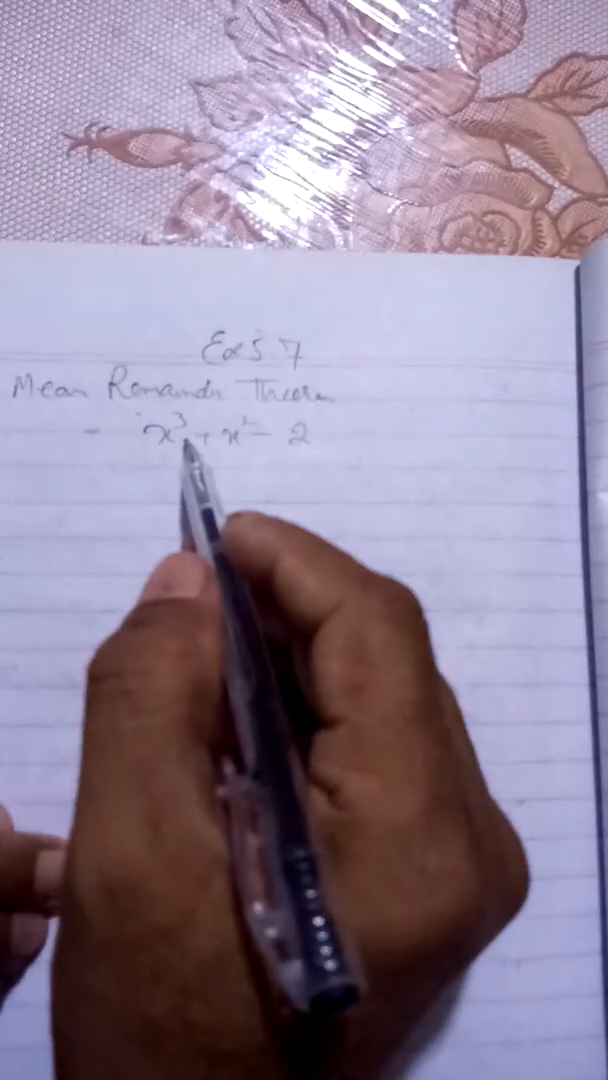 Ex 5.7
Mean Remainder Theorem
- x³ + x² - 2